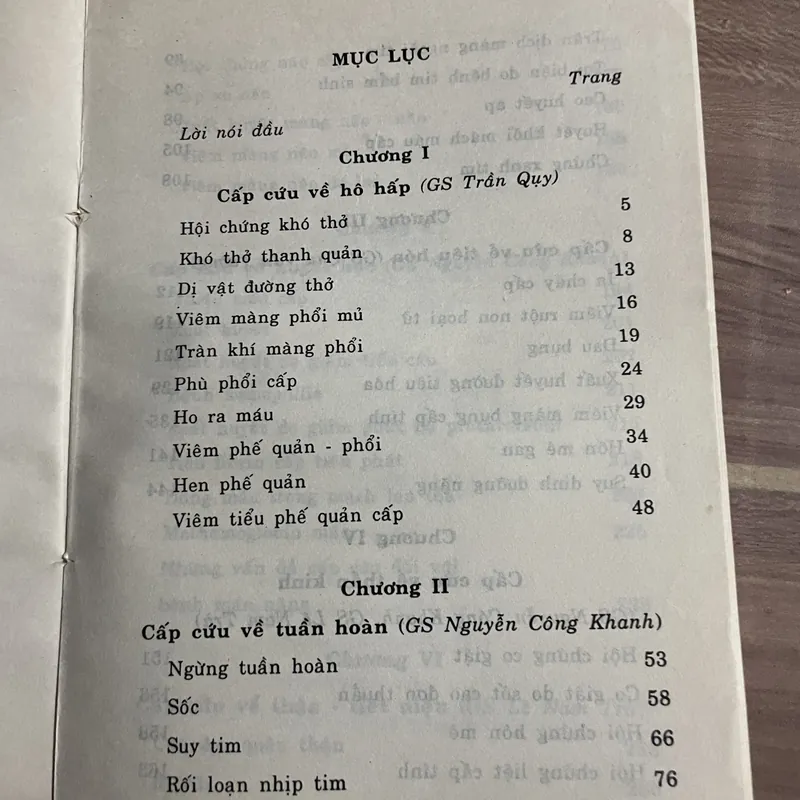 MỤC LỤC
Trang
Lời nói đầu
Chương I
Cấp cứu về hô hấp (GS Trần Quỵ)
Hội chứng khó thở 5
Khó thở thanh quản 8
Dị vật đường thở 13
Viêm màng phổi mủ 16
Tràn khí màng phổi 19
Phù phổi cấp 24
Ho ra máu 29
Viêm phế quản - phổi 34
Hen phế quản 40
Viêm tiểu phế quản cấp 48
Chương II
Cấp cứu về tuần hoàn (GS Nguyễn Công Khanh)
Ngừng tuần hoàn 53
Sốc 58
Suy tim 66
Rối loạn nhịp tim 76